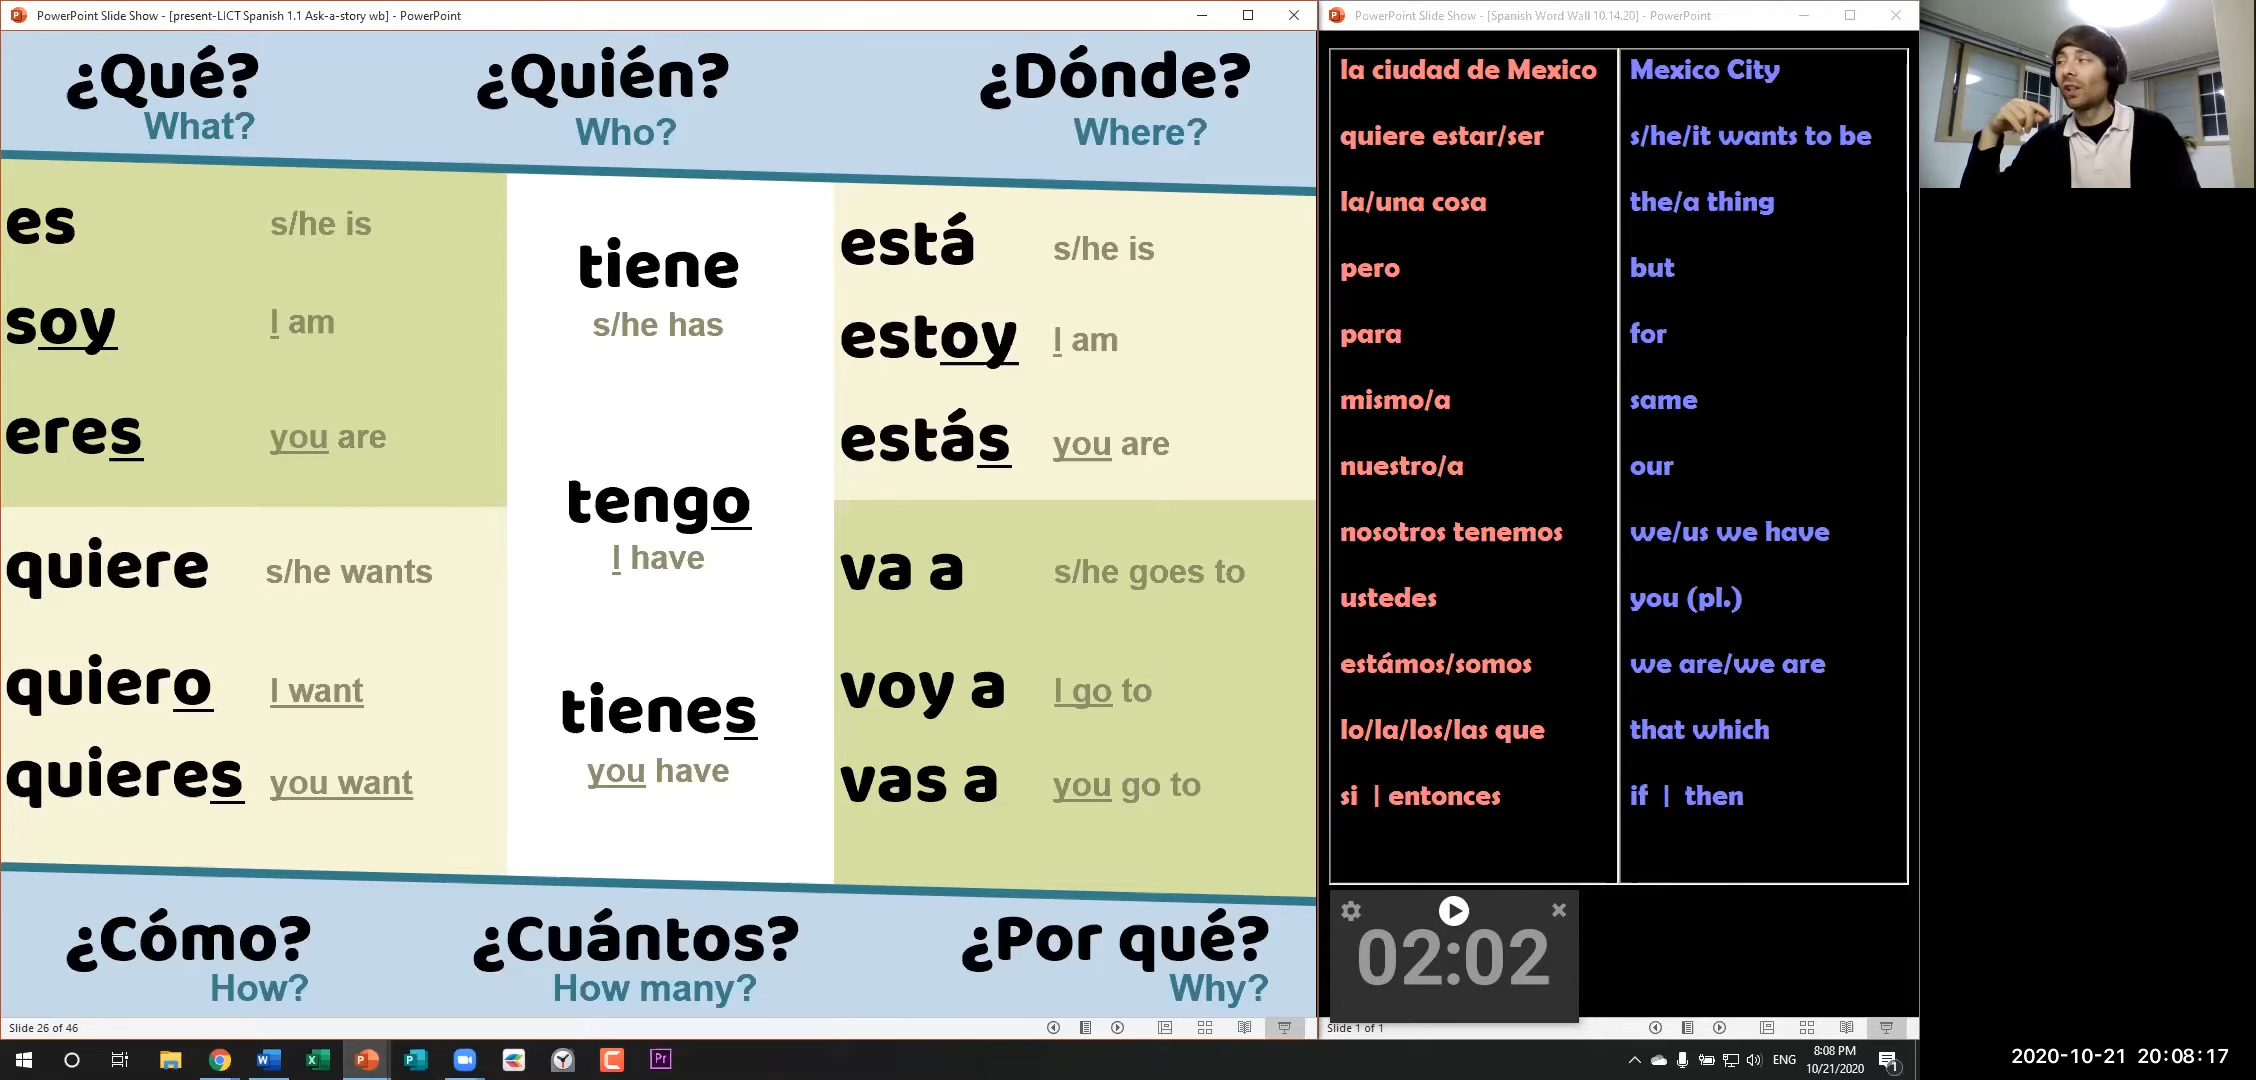 PowerPoint Slide Show - [present-LICT Spanish 1.1 Ask-a-story wb] - PowerPoint
¿Qué?
What?
¿Quién?
Who?
¿Dónde?
Where?
es s/he is
soy I am
eres you are
quiere s/he wants
quiero I want
quieres you want
tiene
s/he has
tengo
I have
tienes
you have
está s/he is
estoy I am
estás you are
va a s/he goes to
voy a I go to
vas a you go to
¿Cómo?
How?
¿Cuántos?
How many?
¿Por qué?
Why?
Slide 26 of 46
PowerPoint Slide Show - [Spanish Word Wall 10.14.20] - PowerPoint
la ciudad de Mexico Mexico City
quiere estar/ser s/he/it wants to be
la/una cosa the/a thing
pero but
para for
mismo/a same
nuestro/a our
nosotros tenemos we/us we have
ustedes you (pl.)
estámos/somos we are/we are
lo/la/los/las que that which
si | entonces if | then
02:02
Slide 1 of 1
Pr
ENG
8:08 PM
10/21/2020
1
2020-10-21 20:08:17